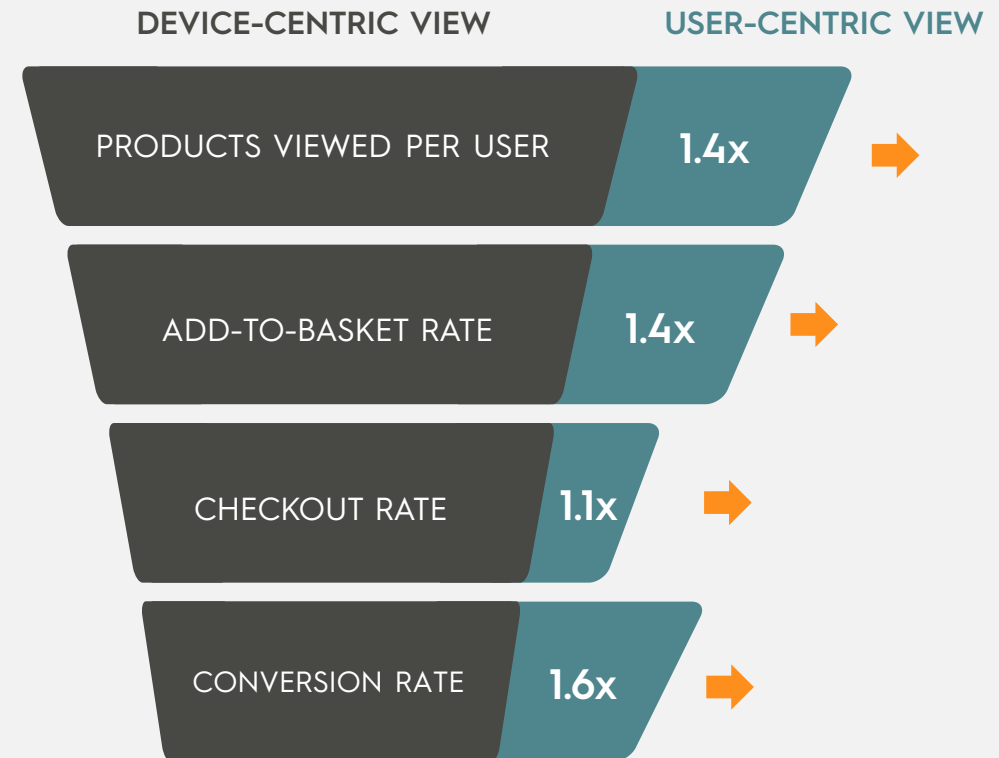 DEVICE-CENTRIC VIEW
USER-CENTRIC VIEW
PRODUCTS VIEWED PER USER
1.4x
ADD-TO-BASKET RATE
1.4x
CHECKOUT RATE
1.1x
CONVERSION RATE
1.6x